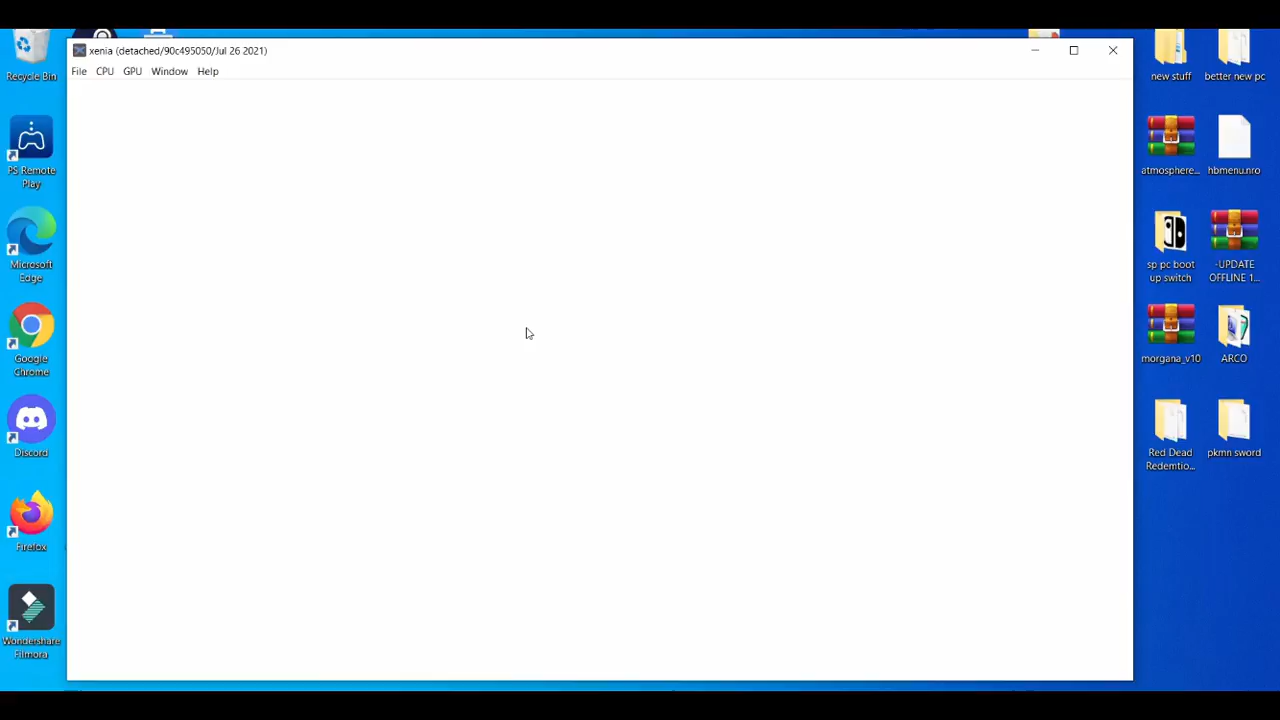 xenia (detached/90c495050/Jul 26 2021)
File CPU GPU Window Help
Recycle Bin
PS Remote
Play
Microsoft
Edge
Google
Chrome
Discord
Firefox
Wondershare
Filmora
new stuff
better new pc
atmosphere...
hbmenu.nro
sp pc boot
up switch
-UPDATE
OFFLINE 1...
morgana_v10
ARCO
Red Dead
Redemtio...
pkmn sword